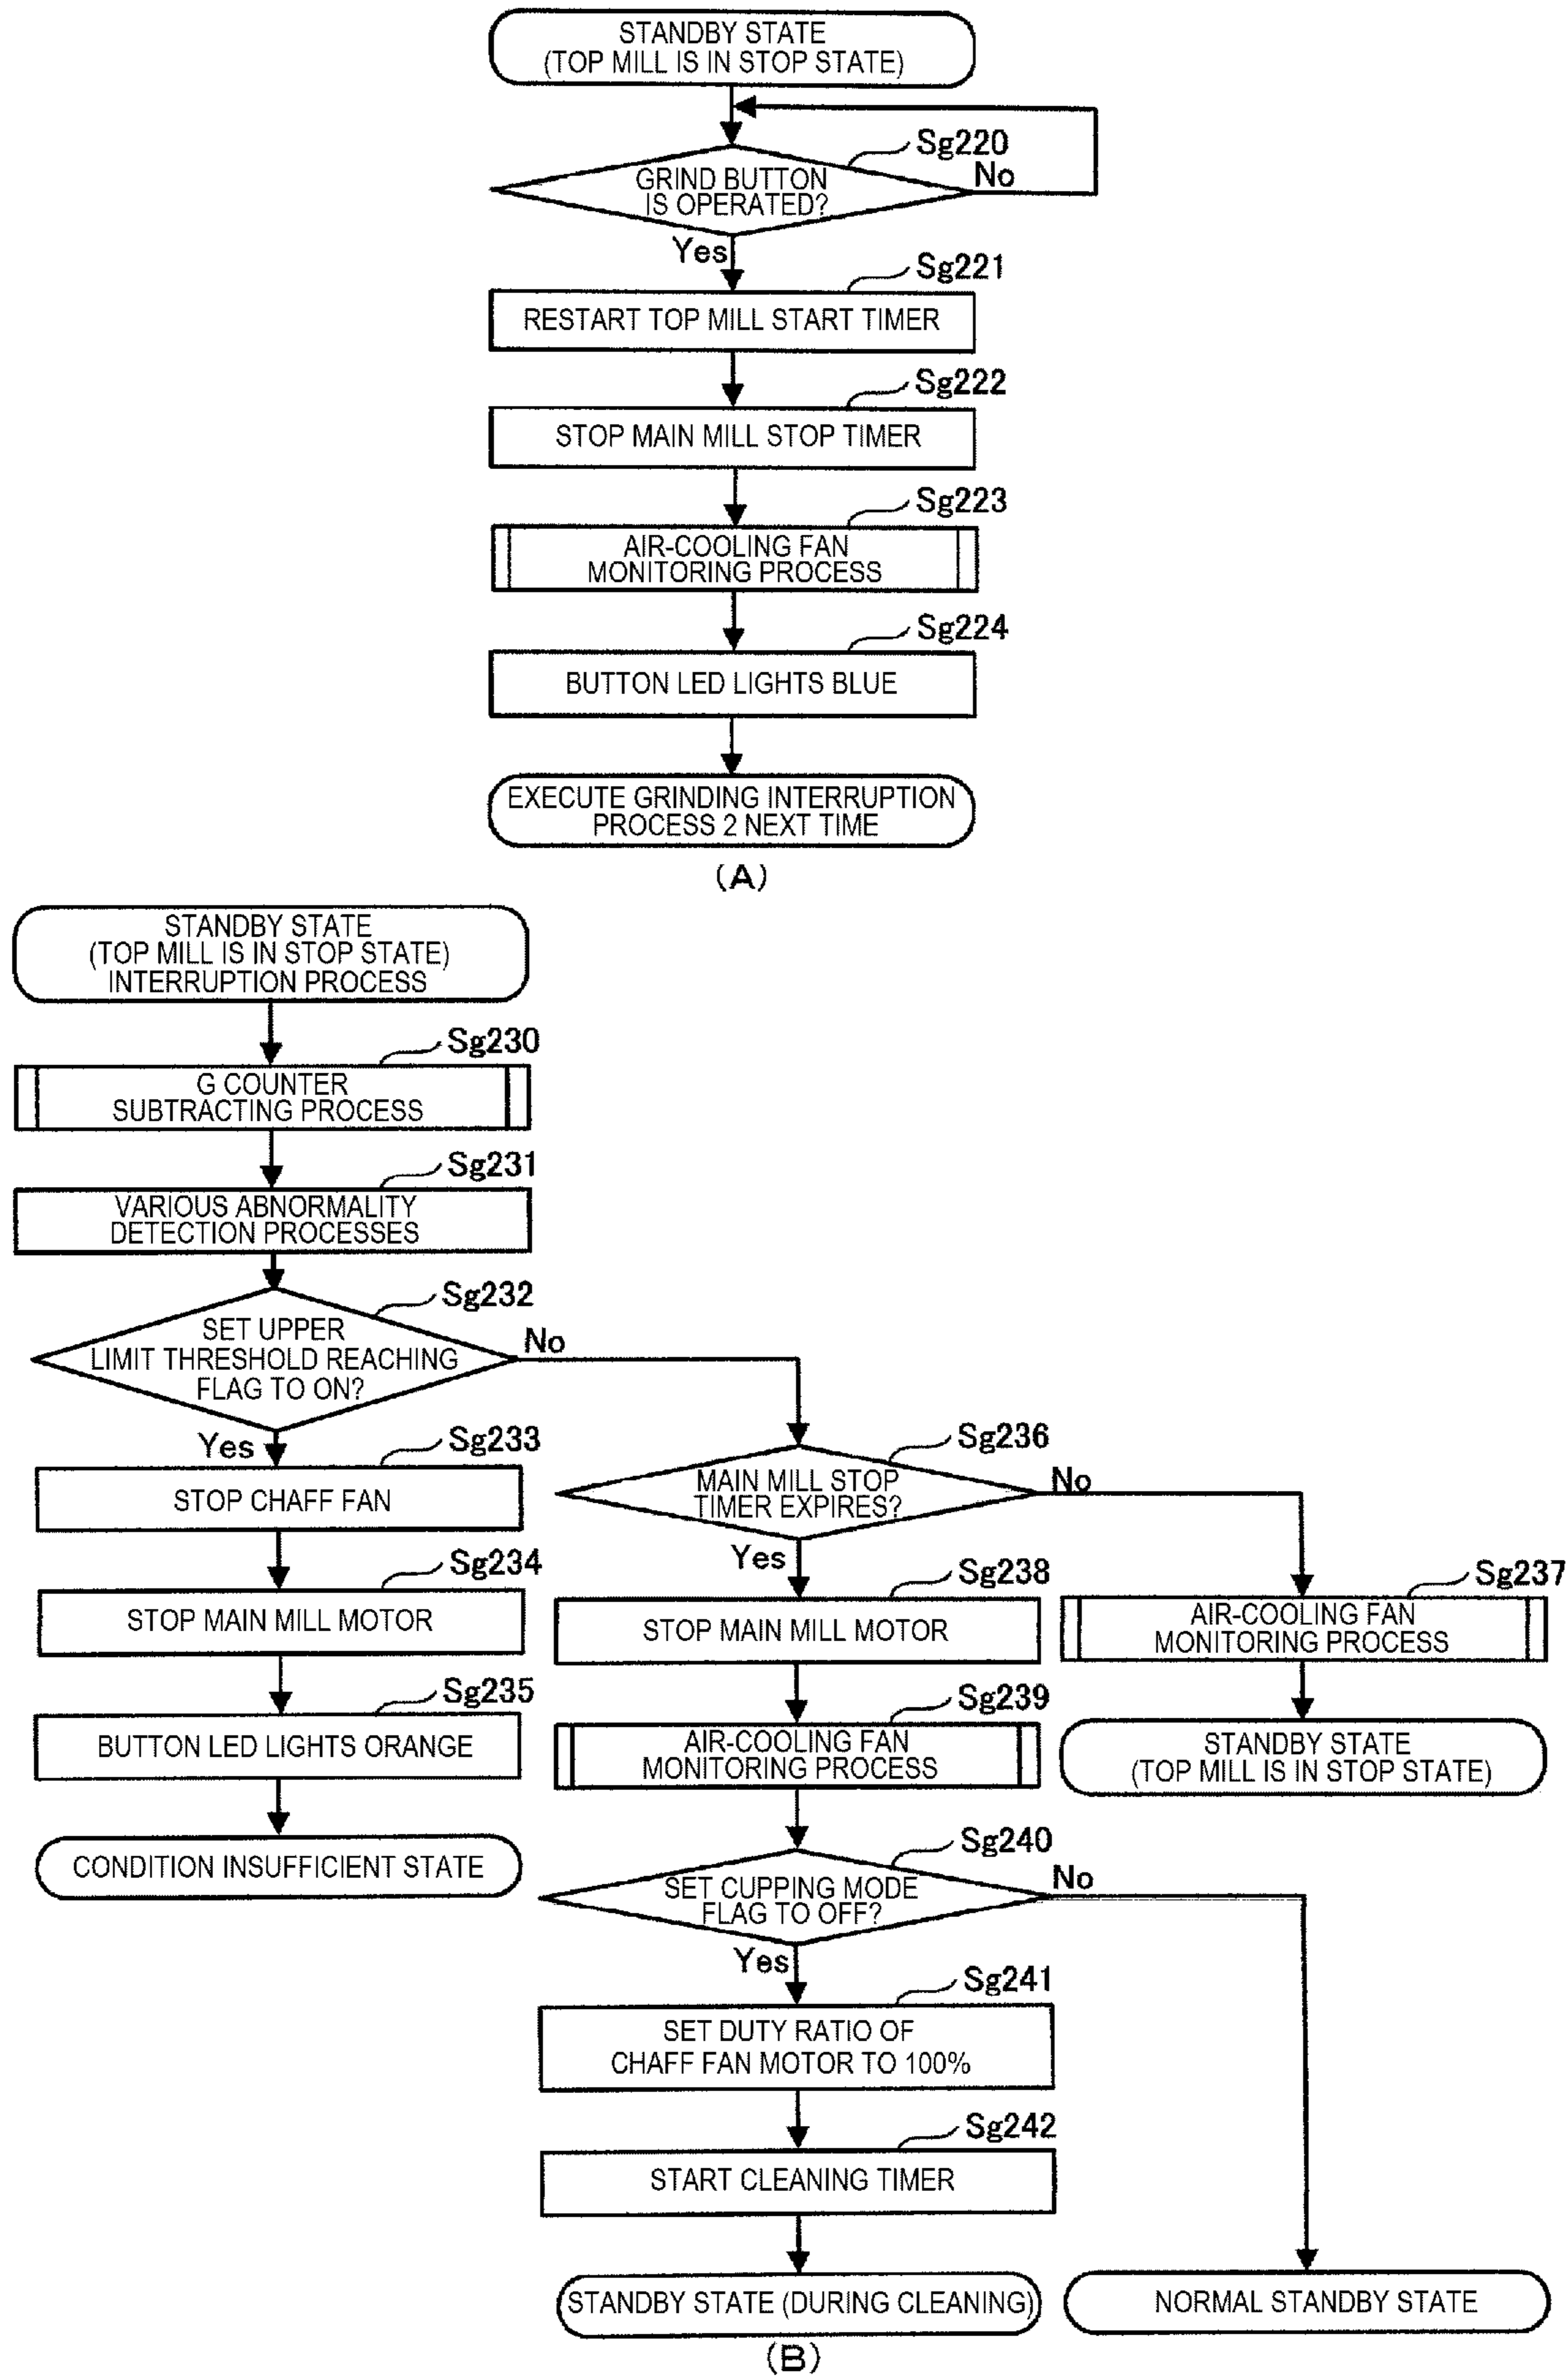 STANDBY STATE
(TOP MILL IS IN STOP STATE)
Sg220
GRIND BUTTON
IS OPERATED?
No
Yes
Sg221
RESTART TOP MILL START TIMER
Sg222
STOP MAIN MILL STOP TIMER
Sg223
AIR-COOLING FAN
MONITORING PROCESS
Sg224
BUTTON LED LIGHTS BLUE
EXECUTE GRINDING INTERRUPTION
PROCESS 2 NEXT TIME
(A)
STANDBY STATE
(TOP MILL IS IN STOP STATE)
INTERRUPTION PROCESS
Sg230
G COUNTER
SUBTRACTING PROCESS
Sg231
VARIOUS ABNORMALITY
DETECTION PROCESSES
Sg232
SET UPPER
LIMIT THRESHOLD REACHING
FLAG TO ON?
No
Yes
Sg233
STOP CHAFF FAN
Sg234
STOP MAIN MILL MOTOR
Sg235
BUTTON LED LIGHTS ORANGE
CONDITION INSUFFICIENT STATE
Sg236
MAIN MILL STOP
TIMER EXPIRES?
No
Yes
Sg237
AIR-COOLING FAN
MONITORING PROCESS
STANDBY STATE
(TOP MILL IS IN STOP STATE)
Sg238
STOP MAIN MILL MOTOR
Sg239
AIR-COOLING FAN
MONITORING PROCESS
Sg240
SET CUPPING MODE
FLAG TO OFF?
No
Yes
Sg241
SET DUTY RATIO OF
CHAFF FAN MOTOR TO 100%
Sg242
START CLEANING TIMER
STANDBY STATE (DURING CLEANING)
NORMAL STANDBY STATE
(B)